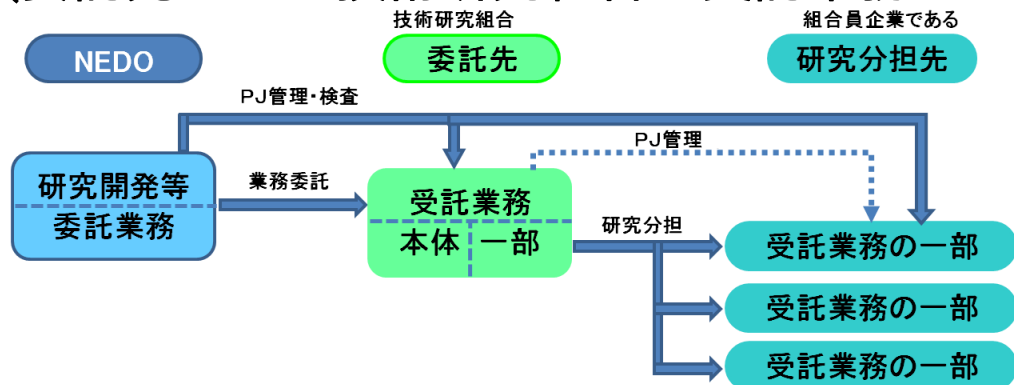 技術研究組合
組合員企業である
NEDO
委託先
研究分担先
PJ管理・検査
PJ管理
研究開発等
委託業務
業務委託
受託業務
本体
一部
研究分担
受託業務の一部
受託業務の一部
受託業務の一部